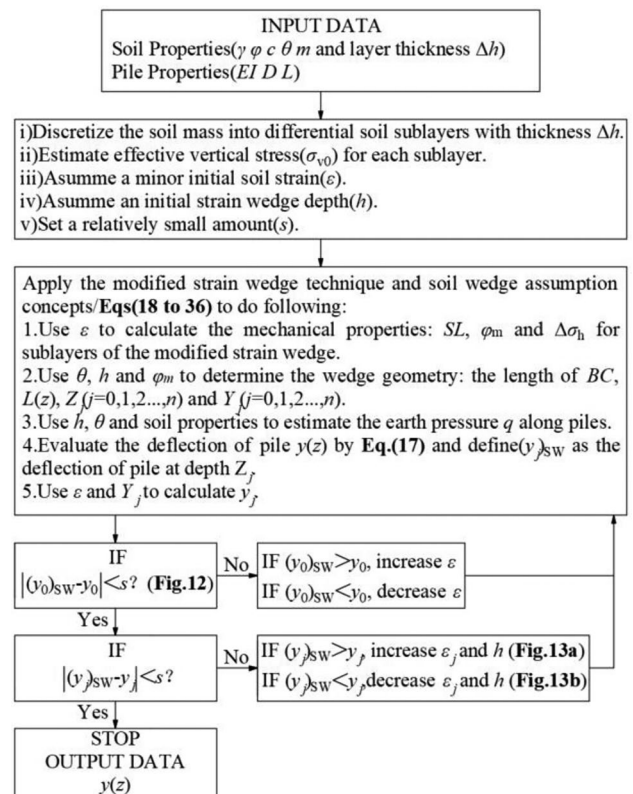 INPUT DATA
Soil Properties(γ φ c θ m and layer thickness Δh)
Pile Properties(EI D L)
i)Discretize the soil mass into differential soil sublayers with thickness Δh.
ii)Estimate effective vertical stress(σv0) for each sublayer.
iii)Asumme a minor initial soil strain(ε).
iv)Asumme an initial strain wedge depth(h).
v)Set a relatively small amount(s).
Apply the modified strain wedge technique and soil wedge assumption
concepts/Eqs(18 to 36) to do following:
1.Use ε to calculate the mechanical properties: SL, φm and Δσh for
sublayers of the modified strain wedge.
2.Use θ, h and φm to determine the wedge geometry: the length of BC,
L(z), Zj(j=0,1,2...,n) and Yj(j=0,1,2...,n).
3.Use h, θ and soil properties to estimate the earth pressure q along piles.
4.Evaluate the deflection of pile y(z) by Eq.(17) and define(yj)SW as the
deflection of pile at depth Zj.
5.Use ε and Yj to calculate yj.
IF
|(y0)SW-y0|<s? (Fig.12)
No
IF (y0)SW>y0, increase ε
IF (y0)SW<y0, decrease ε
Yes
IF
|(yj)SW-yj|<s?
No
IF (yj)SW>yj, increase εj and h (Fig.13a)
IF (yj)SW<yj,decrease εj and h (Fig.13b)
Yes
STOP
OUTPUT DATA
y(z)